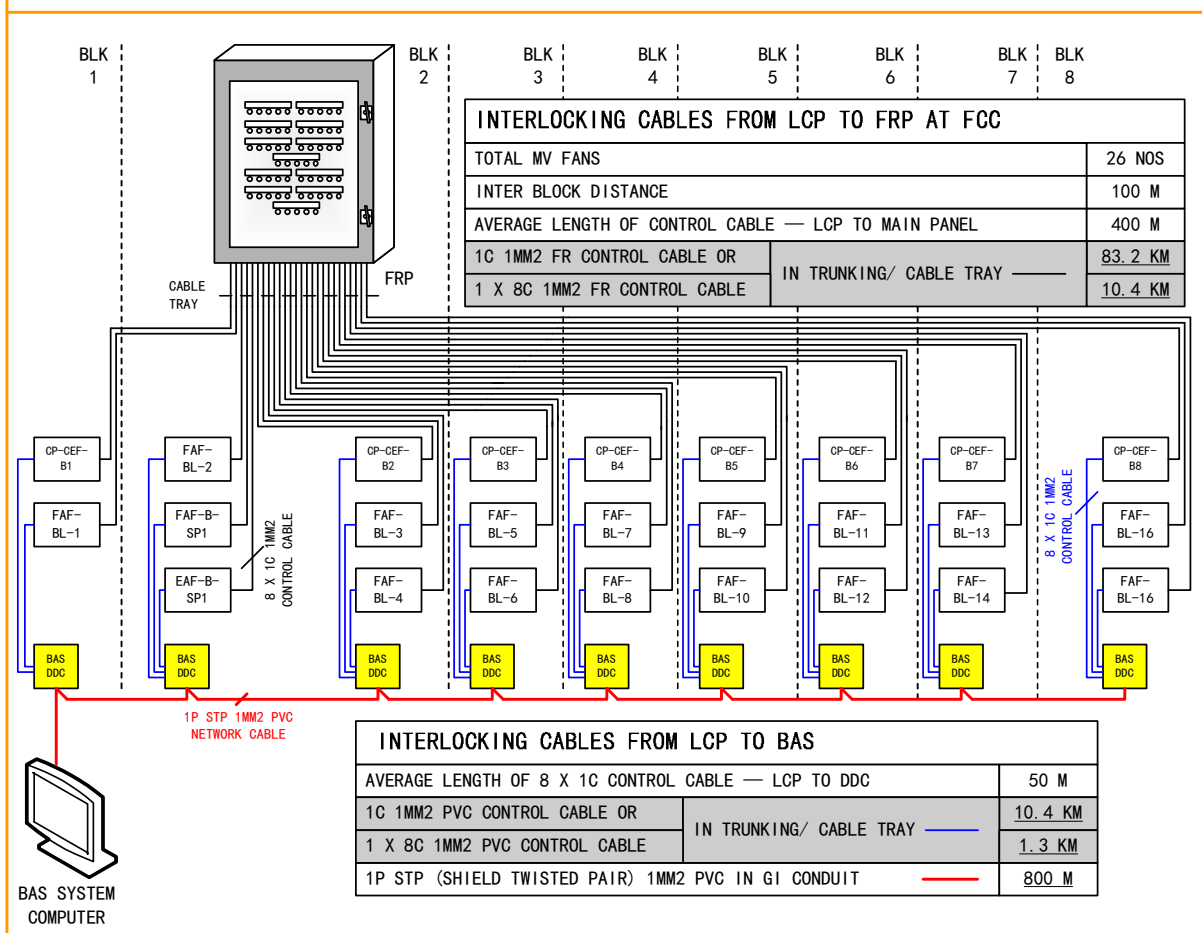 BLK 1
BLK 2
BLK 3
BLK 4
BLK 5
BLK 6
BLK 7
BLK 8
INTERLOCKING CABLES FROM LCP TO FRP AT FCC
TOTAL MV FANS 26 NOS
INTER BLOCK DISTANCE 100 M
AVERAGE LENGTH OF CONTROL CABLE — LCP TO MAIN PANEL 400 M
1C 1MM2 FR CONTROL CABLE OR 83.2 KM
IN TRUNKING/ CABLE TRAY
1 X 8C 1MM2 FR CONTROL CABLE 10.4 KM
CABLE
TRAY
FRP
CP-CEF-
B1
FAF-
BL-2
CP-CEF-
B2
CP-CEF-
B3
CP-CEF-
B4
CP-CEF-
B5
CP-CEF-
B6
CP-CEF-
B7
CP-CEF-
B8
FAF-
BL-1
FAF-B-
SP1
FAF-
BL-3
FAF-
BL-5
FAF-
BL-7
FAF-
BL-9
FAF-
BL-11
FAF-
BL-13
FAF-
BL-16
EAF-B-
SP1
FAF-
BL-4
FAF-
BL-6
FAF-
BL-8
FAF-
BL-10
FAF-
BL-12
FAF-
BL-14
FAF-
BL-16
8 X 1C 1MM2
CONTROL CABLE
8 X 1C 1MM2
CONTROL CABLE
BAS
DDC
BAS
DDC
BAS
DDC
BAS
DDC
BAS
DDC
BAS
DDC
BAS
DDC
BAS
DDC
BAS
DDC
1P STP 1MM2 PVC
NETWORK CABLE
INTERLOCKING CABLES FROM LCP TO BAS
AVERAGE LENGTH OF 8 X 1C CONTROL CABLE — LCP TO DDC 50 M
1C 1MM2 PVC CONTROL CABLE OR 10.4 KM
IN TRUNKING/ CABLE TRAY
1 X 8C 1MM2 PVC CONTROL CABLE 1.3 KM
1P STP (SHIELD TWISTED PAIR) 1MM2 PVC IN GI CONDUIT 800 M
BAS SYSTEM
COMPUTER